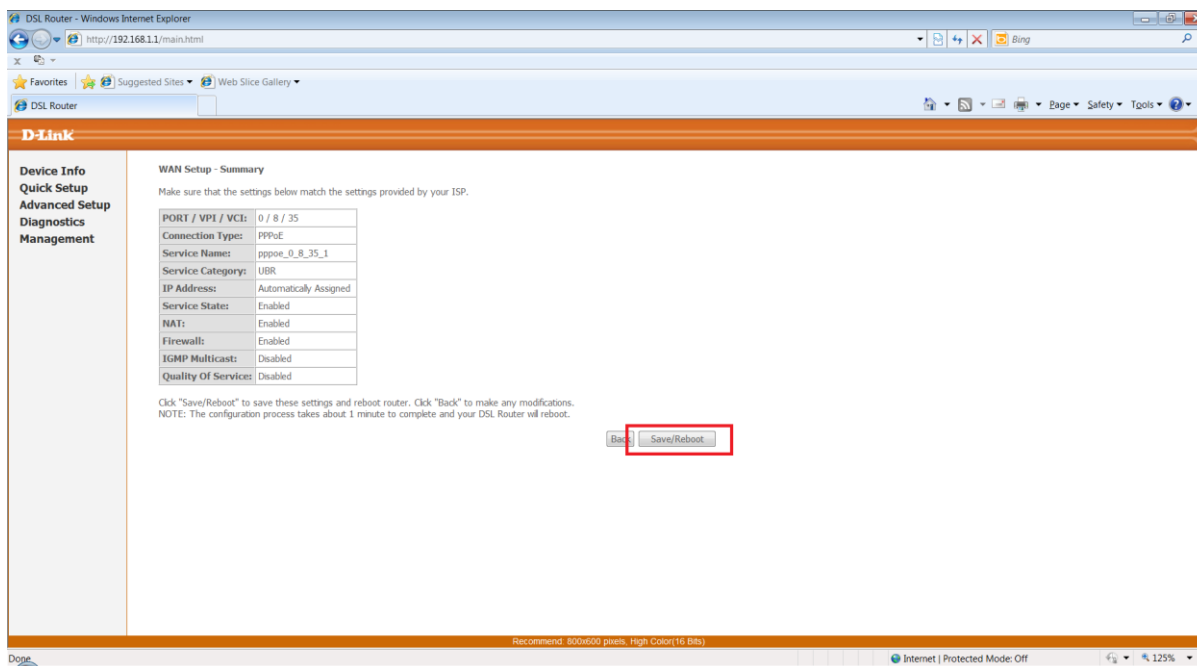 DSL Router - Windows Internet Explorer
http://192.168.1.1/main.html
Bing
x
Favorites Suggested Sites Web Slice Gallery
DSL Router
Page Safety Tools
D-Link
Device Info
Quick Setup
Advanced Setup
Diagnostics
Management
WAN Setup - Summary
Make sure that the settings below match the settings provided by your ISP.
PORT / VPI / VCI: 0 / 8 / 35
Connection Type: PPPoE
Service Name: pppoe_0_8_35_1
Service Category: UBR
IP Address: Automatically Assigned
Service State: Enabled
NAT: Enabled
Firewall: Enabled
IGMP Multicast: Disabled
Quality Of Service: Disabled
Click "Save/Reboot" to save these settings and reboot router. Click "Back" to make any modifications.
NOTE: The configuration process takes about 1 minute to complete and your DSL Router will reboot.
Back Save/Reboot
Recommend: 800x600 pixels, High Color(16 Bits)
Done Internet | Protected Mode: Off 125%